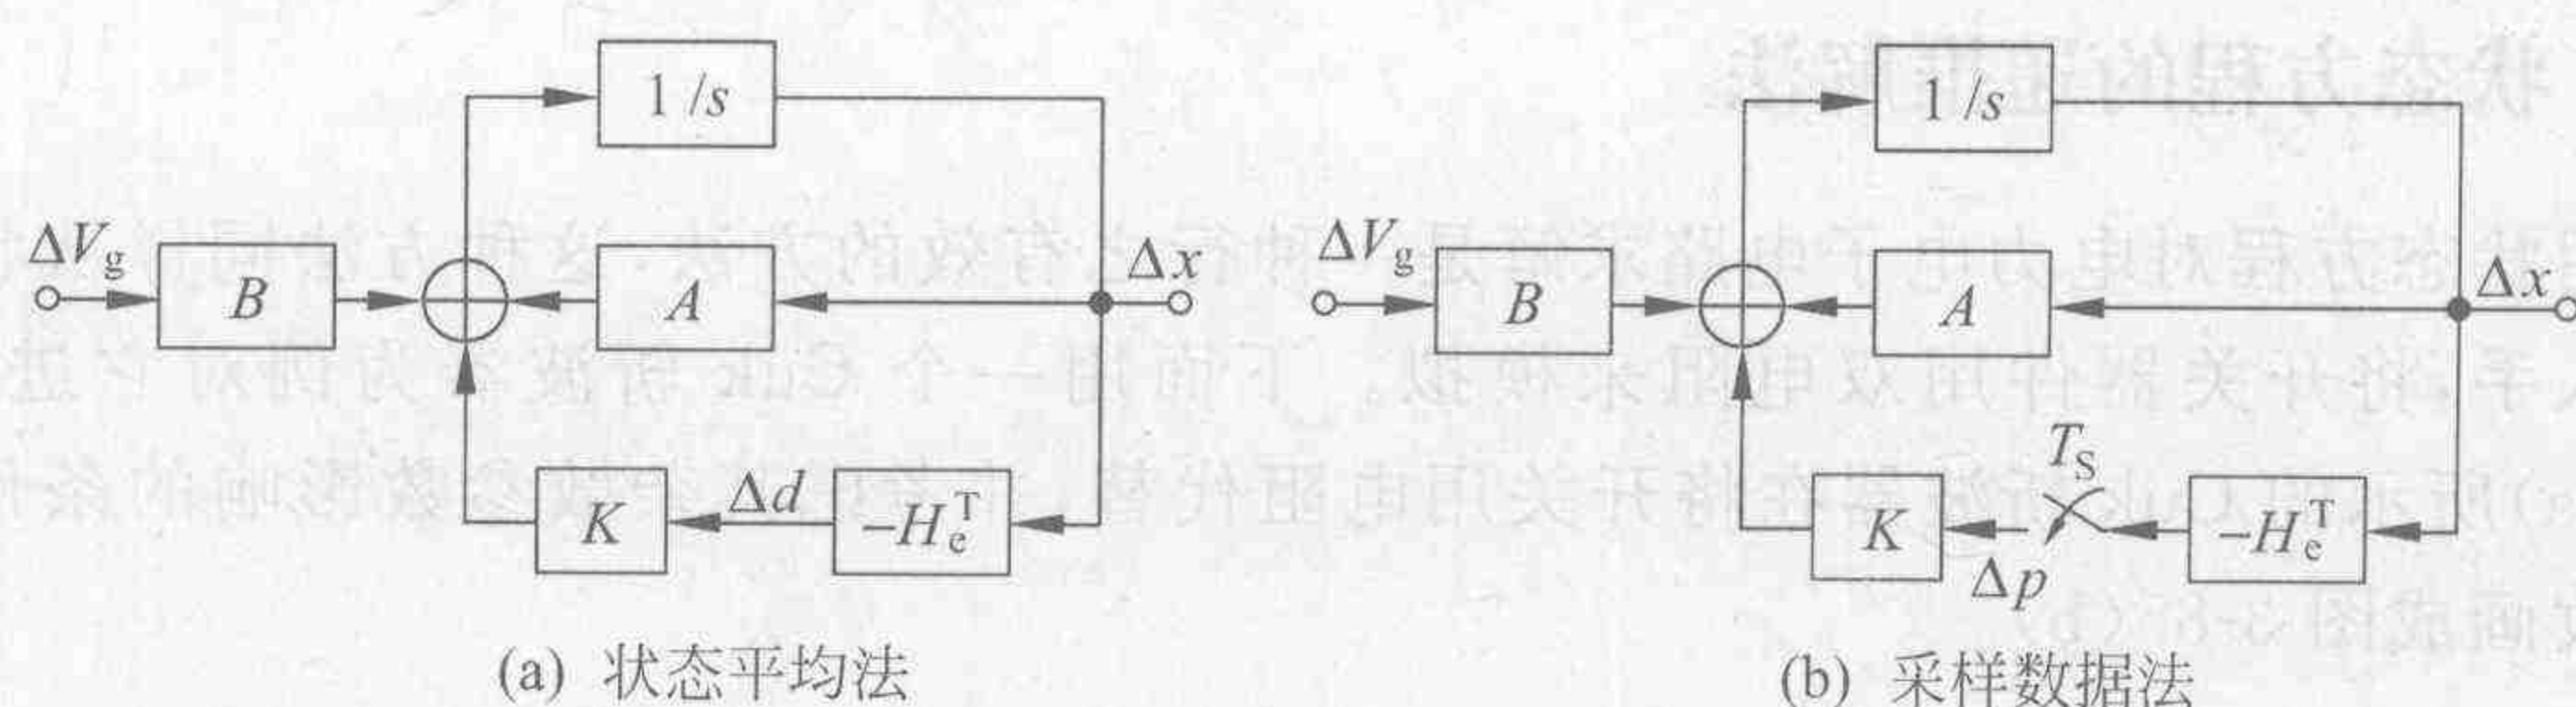 1/s
ΔV_g
B
A
Δx
K
Δd
−H_e^T
(a) 状态平均法
1/s
ΔV_g
B
A
Δx
T_S
K
Δp
−H_e^T
(b) 采样数据法